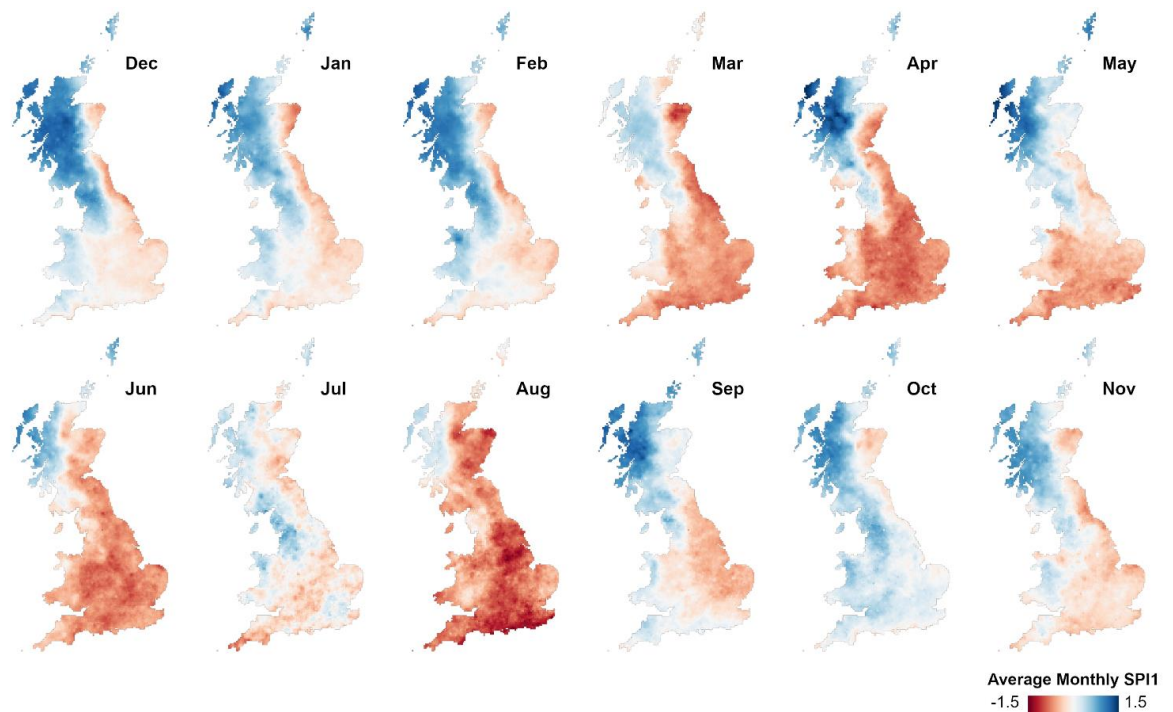 Dec
Jan
Feb
Mar
Apr
May
Jun
Jul
Aug
Sep
Oct
Nov
Average Monthly SPI1
-1.5 1.5